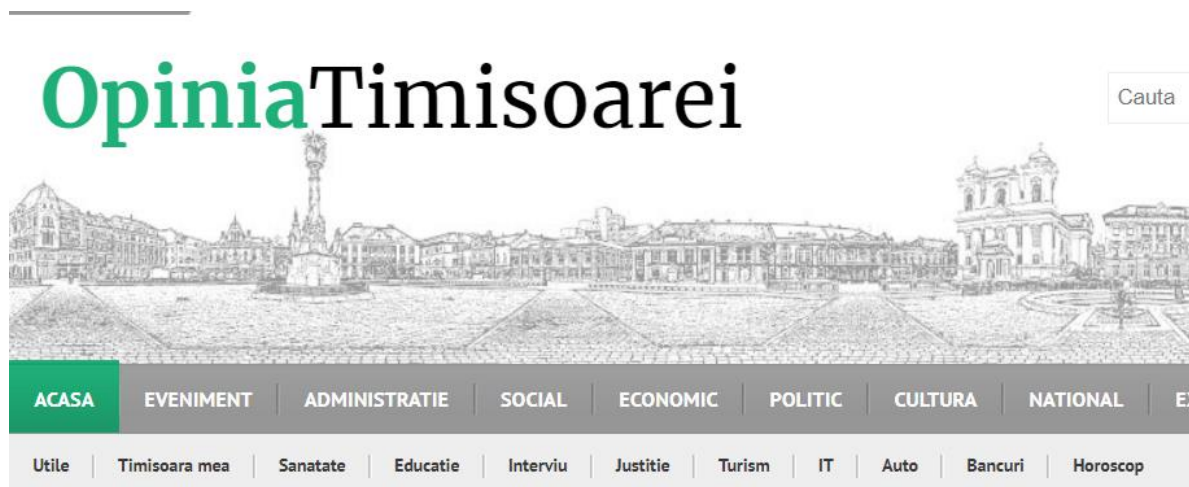 OpiniaTimisoarei
Cauta
ACASA EVENIMENT ADMINISTRATIE SOCIAL ECONOMIC POLITIC CULTURA NATIONAL
Utile Timisoara mea Sanatate Educatie Interviu Justitie Turism IT Auto Bancuri Horoscop